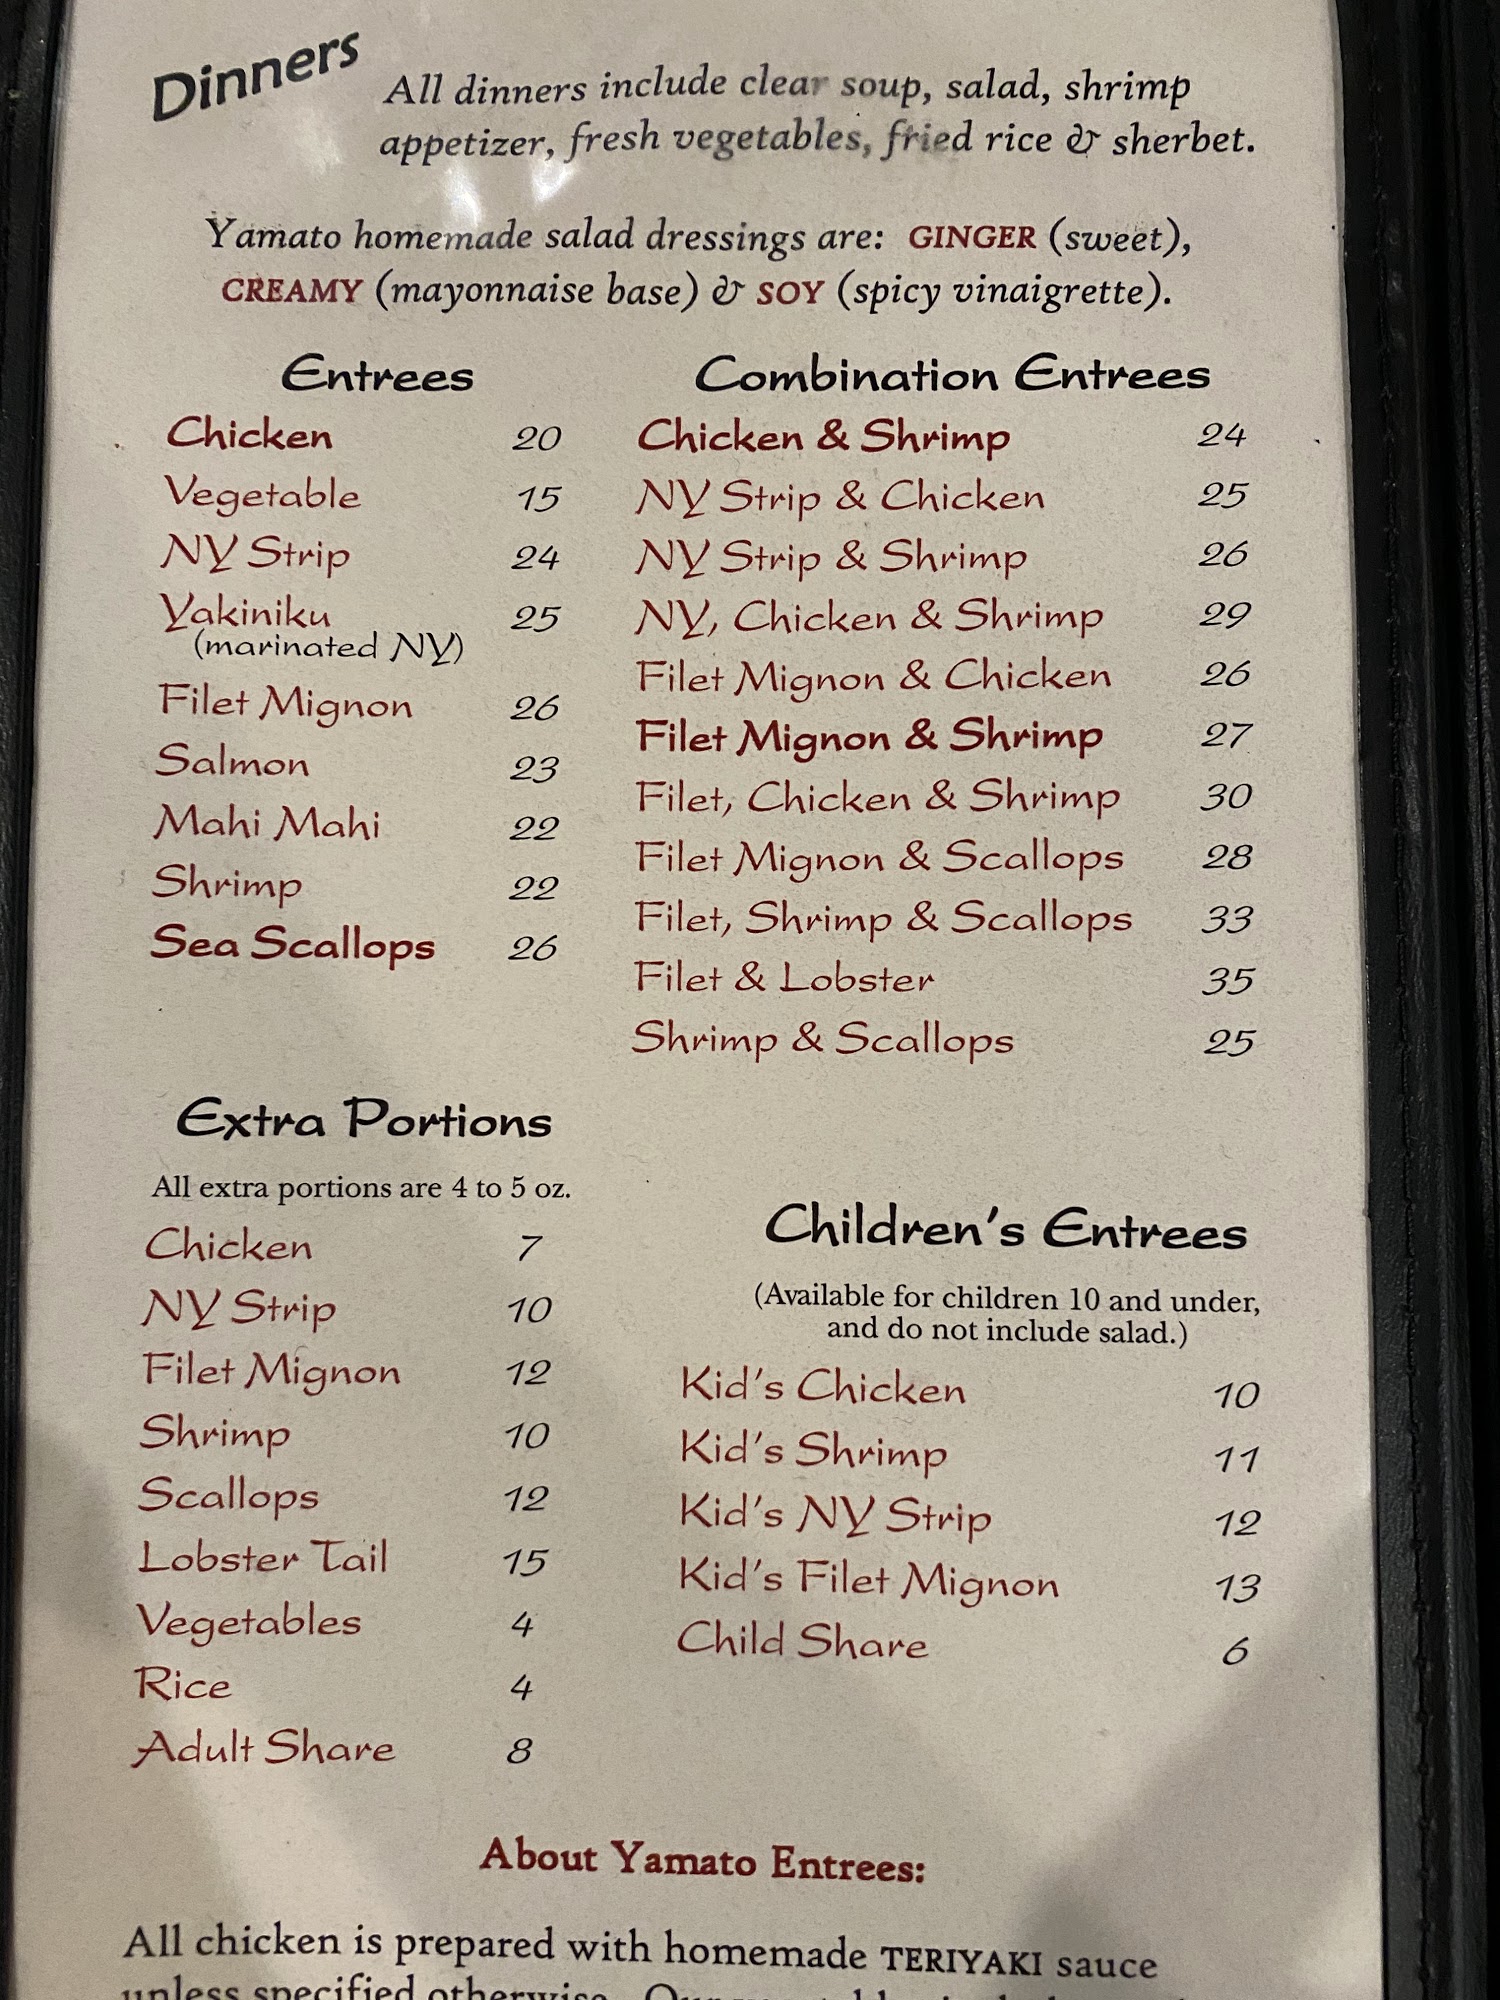 Dinners
All dinners include clear soup, salad, shrimp
appetizer, fresh vegetables, fried rice & sherbet.
Yamato homemade salad dressings are: GINGER (sweet),
CREAMY (mayonnaise base) & SOY (spicy vinaigrette).
Entrees
Chicken 20
Vegetable 15
NY Strip 24
Yakiniku 25
(marinated NY)
Filet Mignon 26
Salmon 23
Mahi Mahi 22
Shrimp 22
Sea Scallops 26
Combination Entrees
Chicken & Shrimp 24
NY Strip & Chicken 25
NY Strip & Shrimp 26
NY, Chicken & Shrimp 29
Filet Mignon & Chicken 26
Filet Mignon & Shrimp 27
Filet, Chicken & Shrimp 30
Filet Mignon & Scallops 28
Filet, Shrimp & Scallops 33
Filet & Lobster 35
Shrimp & Scallops 25
Extra Portions
All extra portions are 4 to 5 oz.
Chicken 7
NY Strip 10
Filet Mignon 12
Shrimp 10
Scallops 12
Lobster Tail 15
Vegetables 4
Rice 4
Adult Share 8
Children's Entrees
(Available for children 10 and under,
and do not include salad.)
Kid's Chicken 10
Kid's Shrimp 11
Kid's NY Strip 12
Kid's Filet Mignon 13
Child Share 6
About Yamato Entrees:
All chicken is prepared with homemade TERIYAKI sauce
unless specified otherwise.